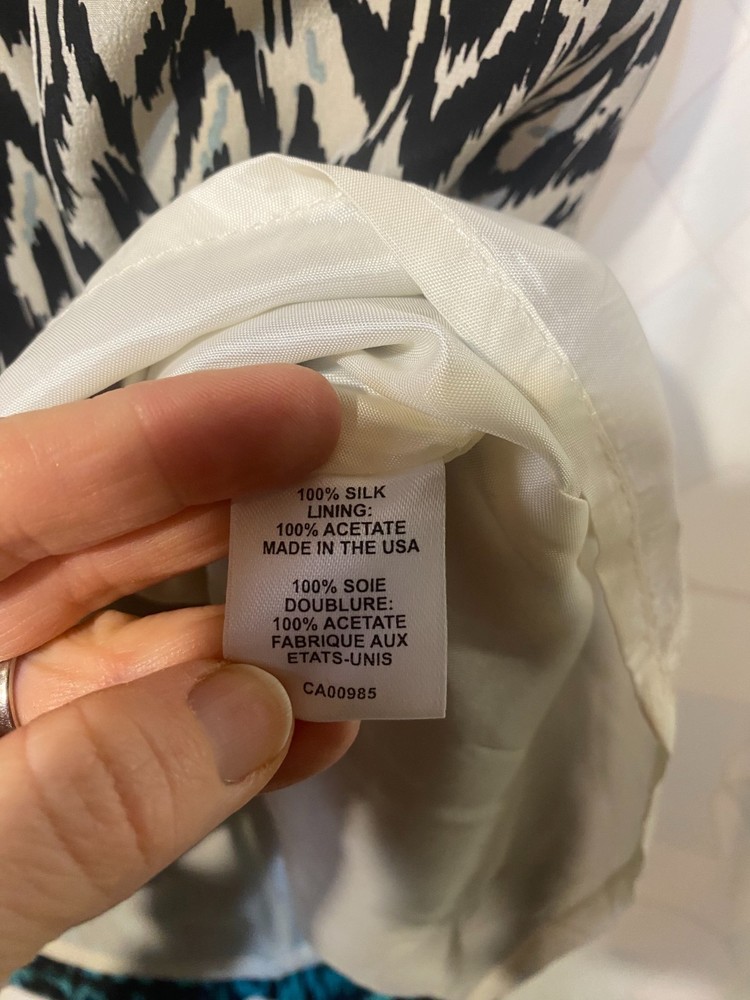 100% SILK
LINING:
100% ACETATE
MADE IN THE USA
100% SOIE
DOUBLURE:
100% ACETATE
FABRIQUE AUX
ETATS-UNIS
CA00985